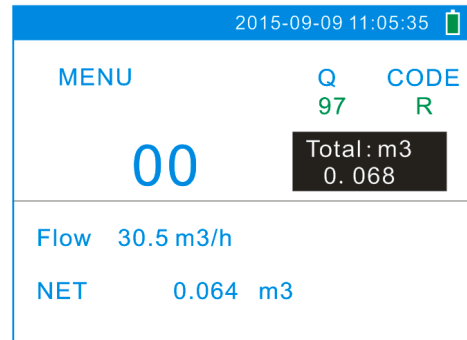 2015-09-09 11:05:35
MENU Q CODE
97 R
00 Total: m3
0. 068
Flow 30.5 m3/h
NET 0.064 m3